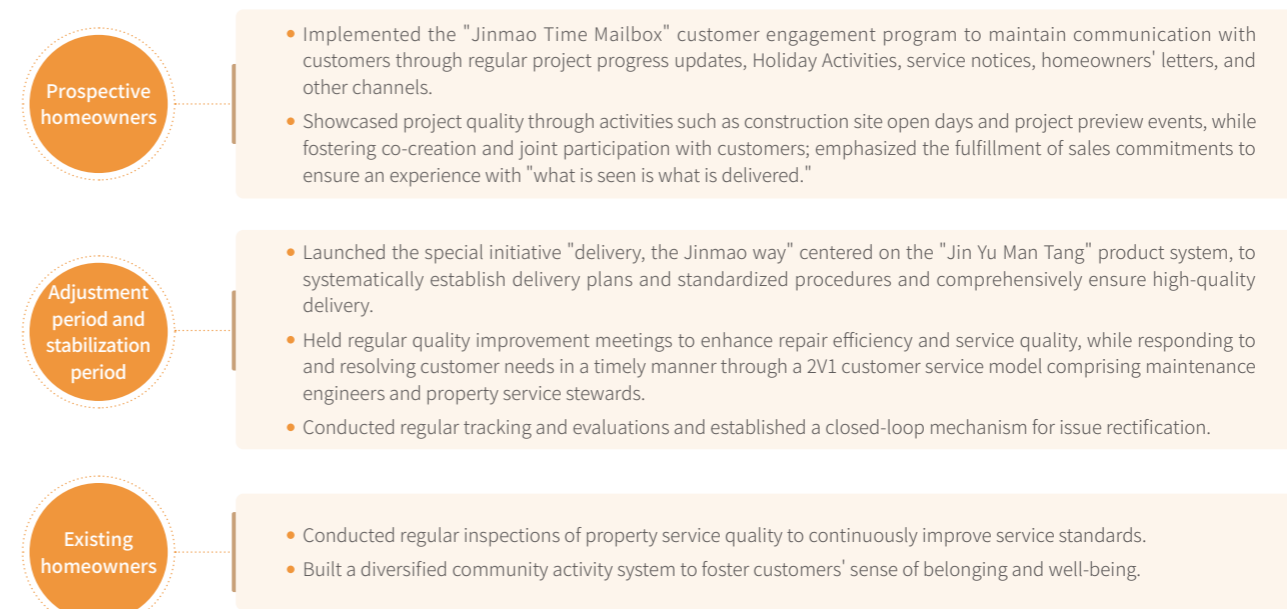 Prospective
homeowners
• Implemented the "Jinmao Time Mailbox" customer engagement program to maintain communication with
customers through regular project progress updates, Holiday Activities, service notices, homeowners' letters, and
other channels.
• Showcased project quality through activities such as construction site open days and project preview events, while
fostering co-creation and joint participation with customers; emphasized the fulfillment of sales commitments to
ensure an experience with "what is seen is what is delivered."
Adjustment
period and
stabilization
period
• Launched the special initiative "delivery, the Jinmao way" centered on the "Jin Yu Man Tang" product system, to
systematically establish delivery plans and standardized procedures and comprehensively ensure high-quality
delivery.
• Held regular quality improvement meetings to enhance repair efficiency and service quality, while responding to
and resolving customer needs in a timely manner through a 2V1 customer service model comprising maintenance
engineers and property service stewards.
• Conducted regular tracking and evaluations and established a closed-loop mechanism for issue rectification.
Existing
homeowners
• Conducted regular inspections of property service quality to continuously improve service standards.
• Built a diversified community activity system to foster customers' sense of belonging and well-being.